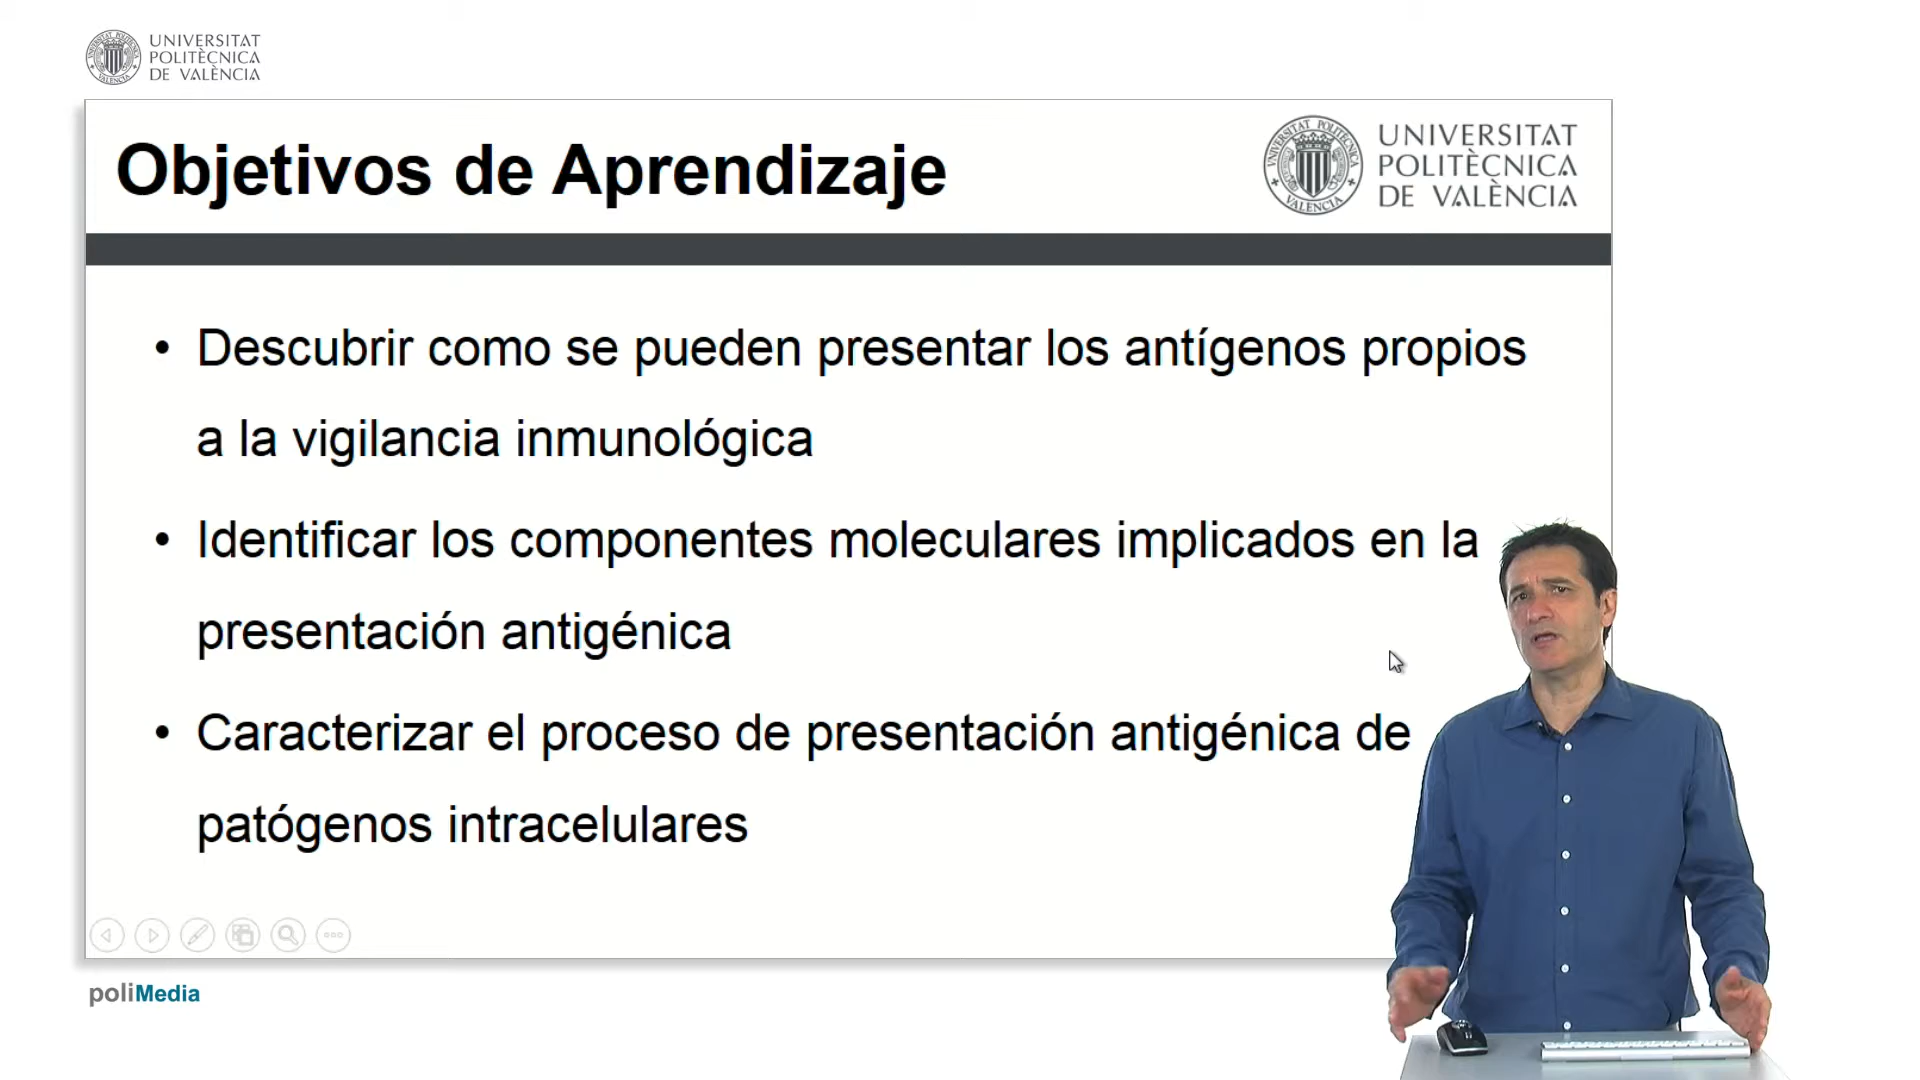 UNIVERSITAT
POLITÈCNICA
DE VALÈNCIA
Objetivos de Aprendizaje
UNIVERSITAT
POLITÈCNICA
DE VALÈNCIA
• Descubrir como se pueden presentar los antígenos propios
a la vigilancia inmunológica
• Identificar los componentes moleculares implicados en la
presentación antigénica
• Caracterizar el proceso de presentación antigénica de
patógenos intracelulares
poliMedia